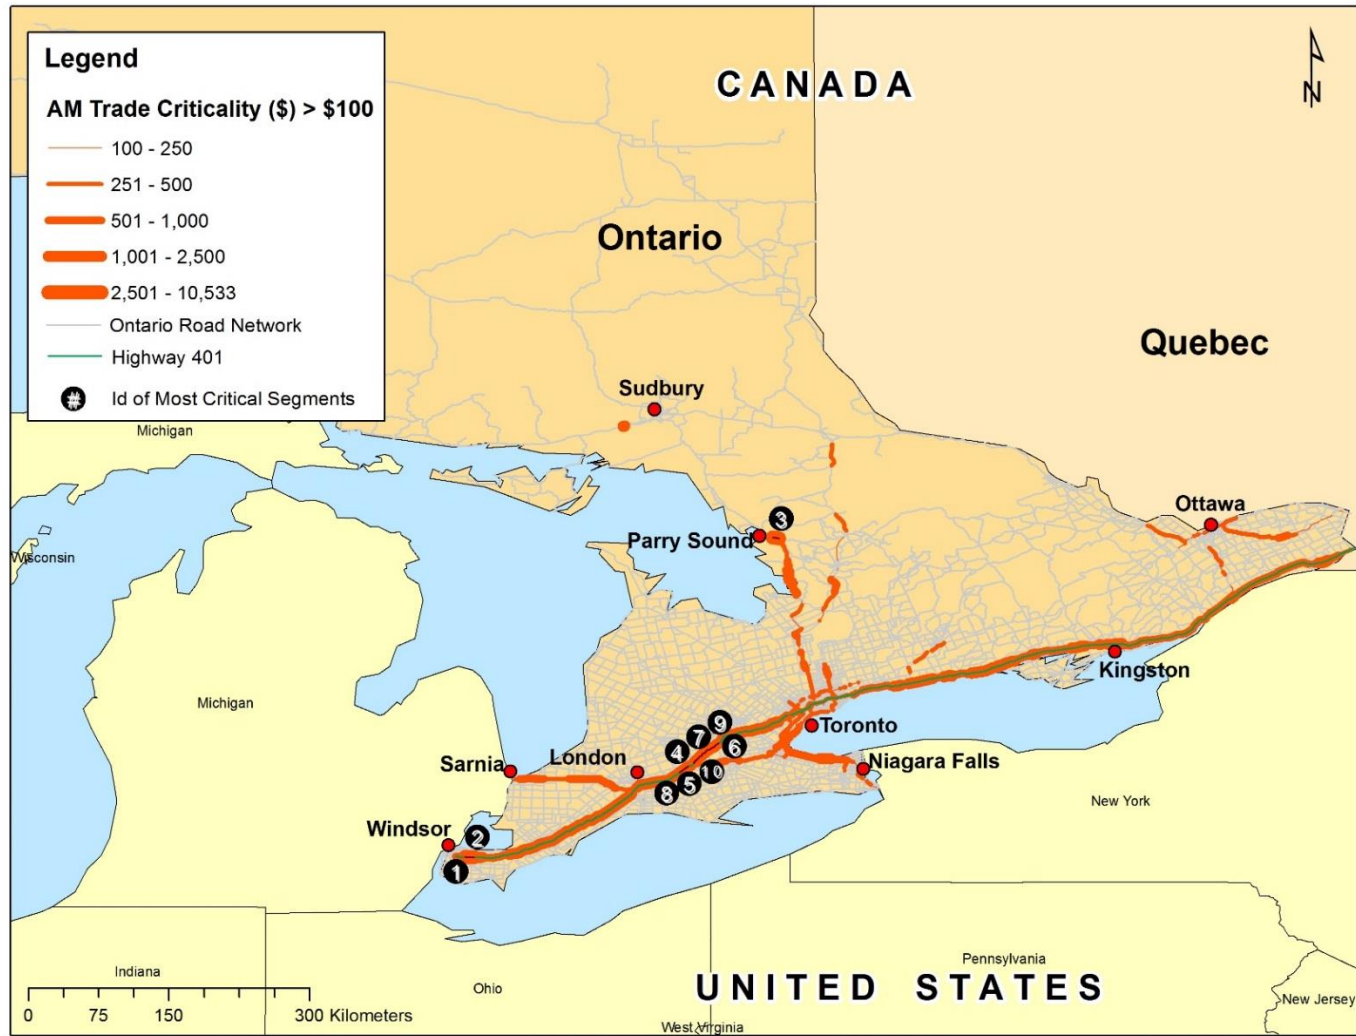 Legend
AM Trade Criticality ($) > $100
100 - 250
251 - 500
501 - 1,000
1,001 - 2,500
2,501 - 10,533
Ontario Road Network
Highway 401
# Id of Most Critical Segments
CANADA
N
Ontario
Quebec
Sudbury
Michigan
Ottawa
3
Parry Sound
Wisconsin
Kingston
Michigan
9
7
Toronto
4
6
London
Sarnia
Niagara Falls
10
5
8
New York
Windsor
2
1
Pennsylvania
Indiana
Ohio
UNITED STATES
New Jersey
0 75 150 300 Kilometers
West Virginia